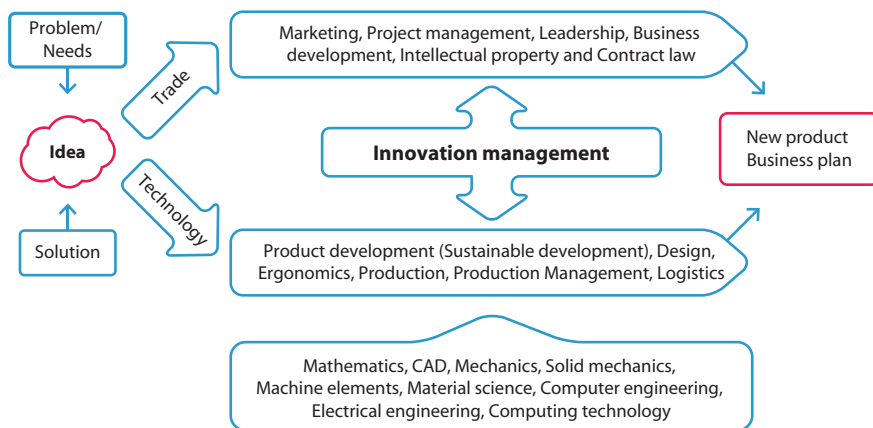 Problem/
Needs
Marketing, Project management, Leadership, Business
development, Intellectual property and Contract law
Trade
Idea
Innovation management
New product
Business plan
Technology
Solution
Product development (Sustainable development), Design,
Ergonomics, Production, Production Management, Logistics
Mathematics, CAD, Mechanics, Solid mechanics,
Machine elements, Material science, Computer engineering,
Electrical engineering, Computing technology